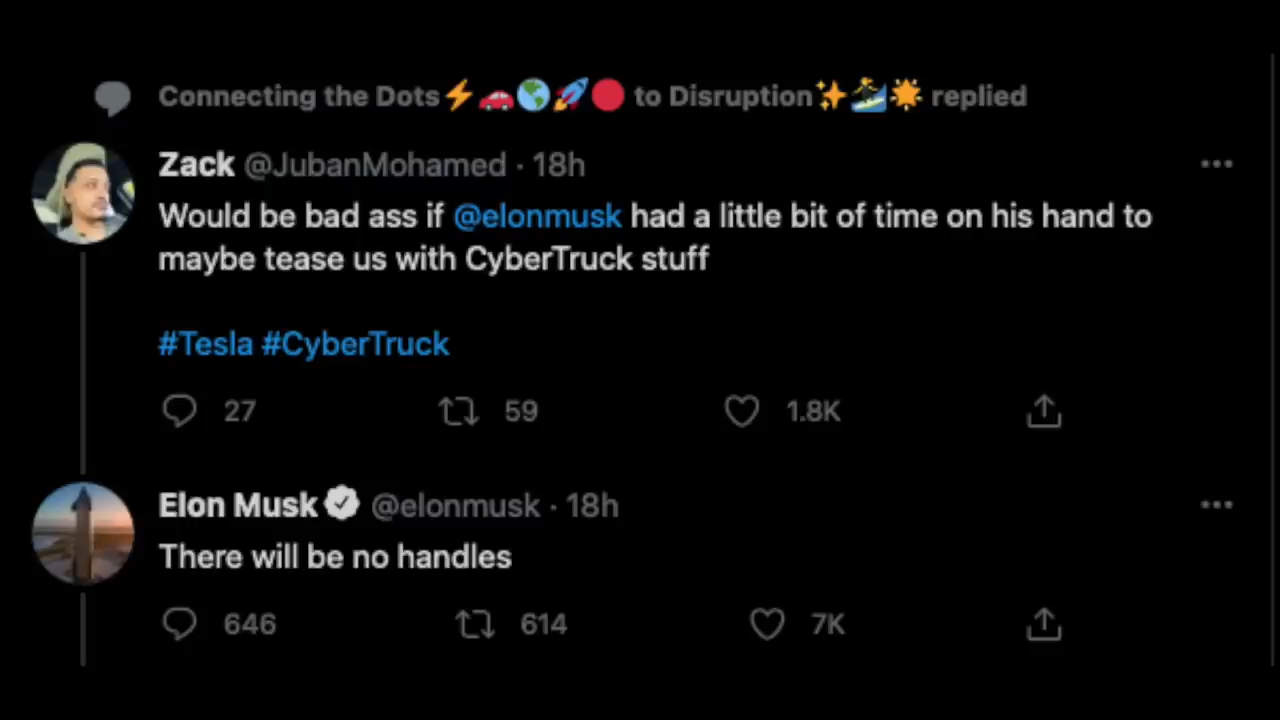 Connecting the Dots⚡🚗🌎🚀🔴 to Disruption✨🏄🌟 replied
Zack @JubanMohamed · 18h
Would be bad ass if @elonmusk had a little bit of time on his hand to
maybe tease us with CyberTruck stuff
#Tesla #CyberTruck
27 59 1.8K
Elon Musk @elonmusk · 18h
There will be no handles
646 614 7K